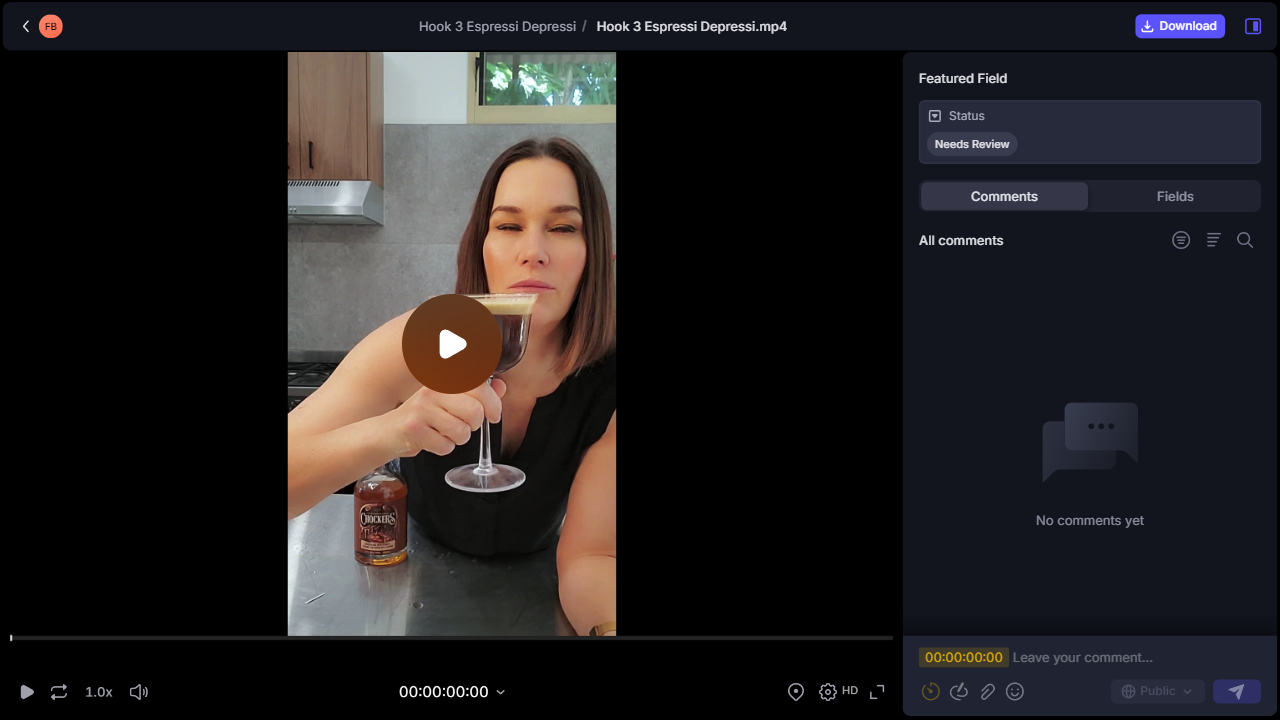 FB
Hook 3 Espressi Depressi / Hook 3 Espressi Depressi.mp4
Download
Featured Field
Status
Needs Review
Comments
Fields
All comments
CHOCKERS
No comments yet
00:00:00:00 Leave your comment...
1.0x
00:00:00:00
HD
Public